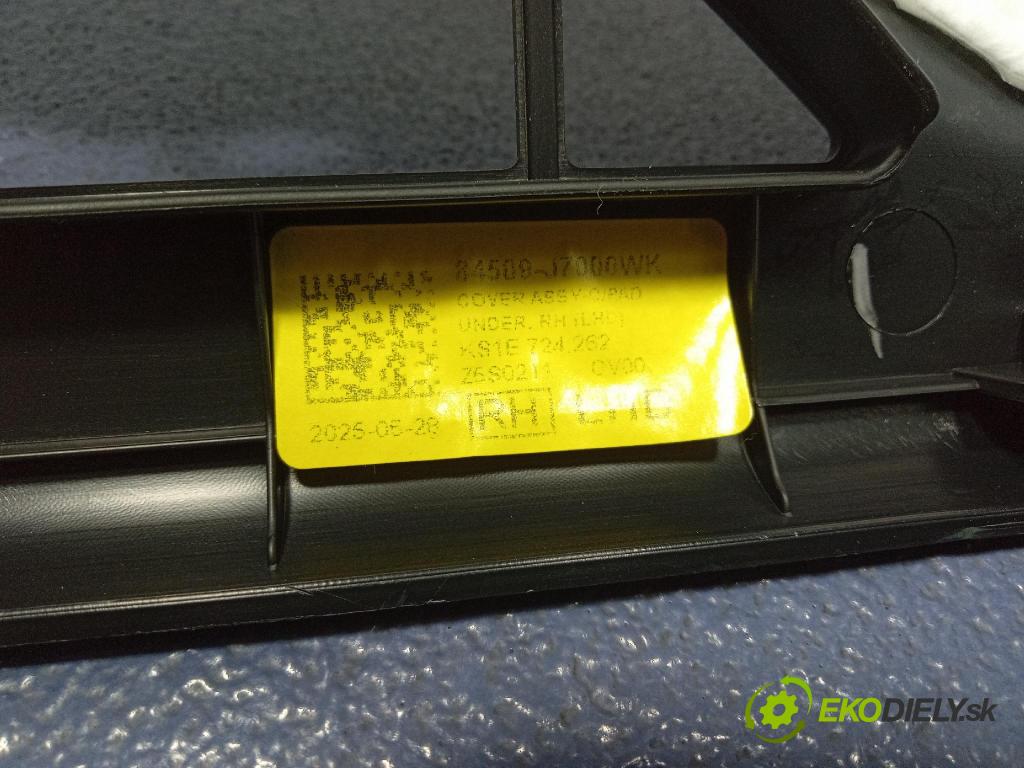 84509-J7000WK
COVER ASSY-C/PAD
UNDER, RH (LHD)
KS1E 724.262
Z5S0211 CV00
2025-05-28 RH LHD
EKODIELY.sk